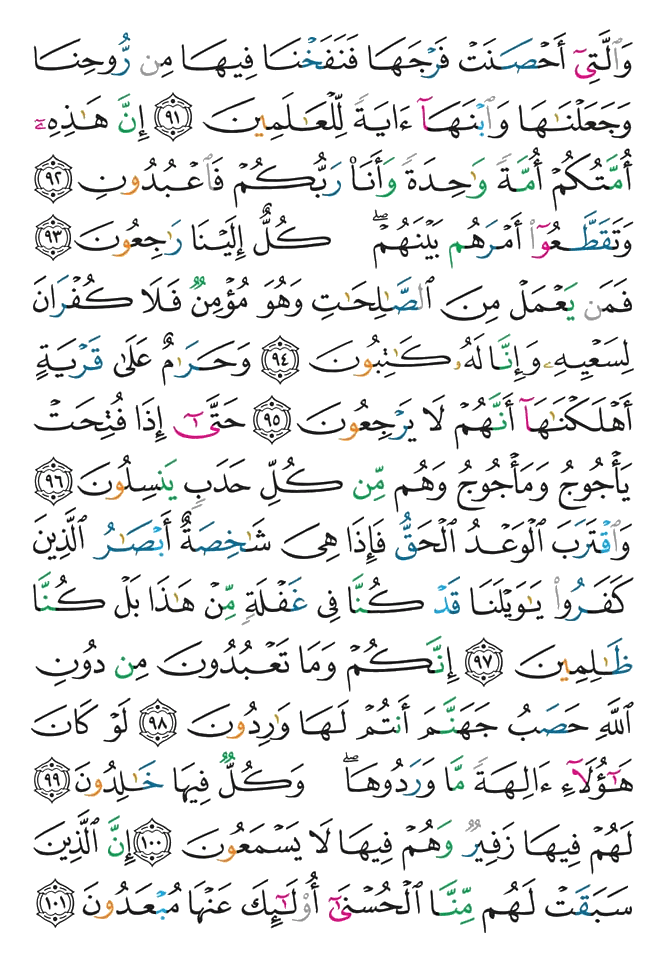 وَٱلَّتِىٓ أَحۡصَنَتۡ فَرۡجَهَا فَنَفَخۡنَا فِيهَا مِن رُّوحِنَا
وَجَعَلۡنَٰهَا وَٱبۡنَهَآ ءَايَةٗ لِّلۡعَٰلَمِينَ ٩١ إِنَّ هَٰذِهِۦٓ
أُمَّتُكُمۡ أُمَّةٗ وَٰحِدَةٗ وَأَنَا۠ رَبُّكُمۡ فَٱعۡبُدُونِ ٩٢
وَتَقَطَّعُوٓاْ أَمۡرَهُم بَيۡنَهُمۡۖ كُلٌّ إِلَيۡنَا رَٰجِعُونَ ٩٣
فَمَن يَعۡمَلۡ مِنَ ٱلصَّٰلِحَٰتِ وَهُوَ مُؤۡمِنٞ فَلَا كُفۡرَانَ
لِسَعۡيِهِۦ وَإِنَّا لَهُۥ كَٰتِبُونَ ٩٤ وَحَرَٰمٌ عَلَىٰ قَرۡيَةٍ
أَهۡلَكۡنَٰهَآ أَنَّهُمۡ لَا يَرۡجِعُونَ ٩٥ حَتَّىٰٓ إِذَا فُتِحَتۡ
يَأۡجُوجُ وَمَأۡجُوجُ وَهُم مِّن كُلِّ حَدَبٖ يَنسِلُونَ ٩٦
وَٱقۡتَرَبَ ٱلۡوَعۡدُ ٱلۡحَقُّ فَإِذَا هِىَ شَٰخِصَةٌ أَبۡصَٰرُ ٱلَّذِينَ
كَفَرُواْ يَٰوَيۡلَنَا قَدۡ كُنَّا فِى غَفۡلَةٖ مِّنۡ هَٰذَا بَلۡ كُنَّا
ظَٰلِمِينَ ٩٧ إِنَّكُمۡ وَمَا تَعۡبُدُونَ مِن دُونِ
ٱللَّهِ حَصَبُ جَهَنَّمَ أَنتُمۡ لَهَا وَٰرِدُونَ ٩٨ لَوۡ كَانَ
هَٰٓؤُلَآءِ ءَالِهَةٗ مَّا وَرَدُوهَاۖ وَكُلّٞ فِيهَا خَٰلِدُونَ ٩٩
لَهُمۡ فِيهَا زَفِيرٞ وَهُمۡ فِيهَا لَا يَسۡمَعُونَ ١٠٠ إِنَّ ٱلَّذِينَ
سَبَقَتۡ لَهُم مِّنَّا ٱلۡحُسۡنَىٰٓ أُوْلَٰٓئِكَ عَنۡهَا مُبۡعَدُونَ ١٠١